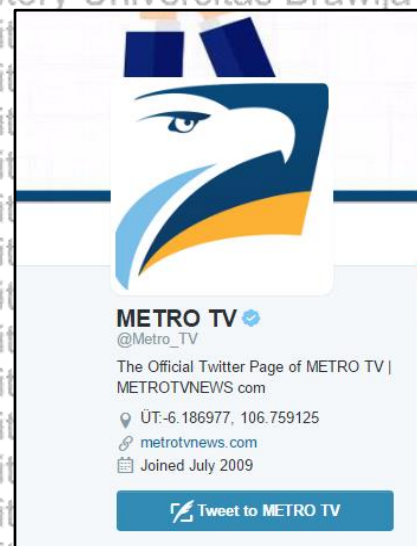 METRO TV
@Metro_TV
The Official Twitter Page of METRO TV |
METROTVNEWS com
ÜT:-6.186977, 106.759125
metrotvnews.com
Joined July 2009
Tweet to METRO TV